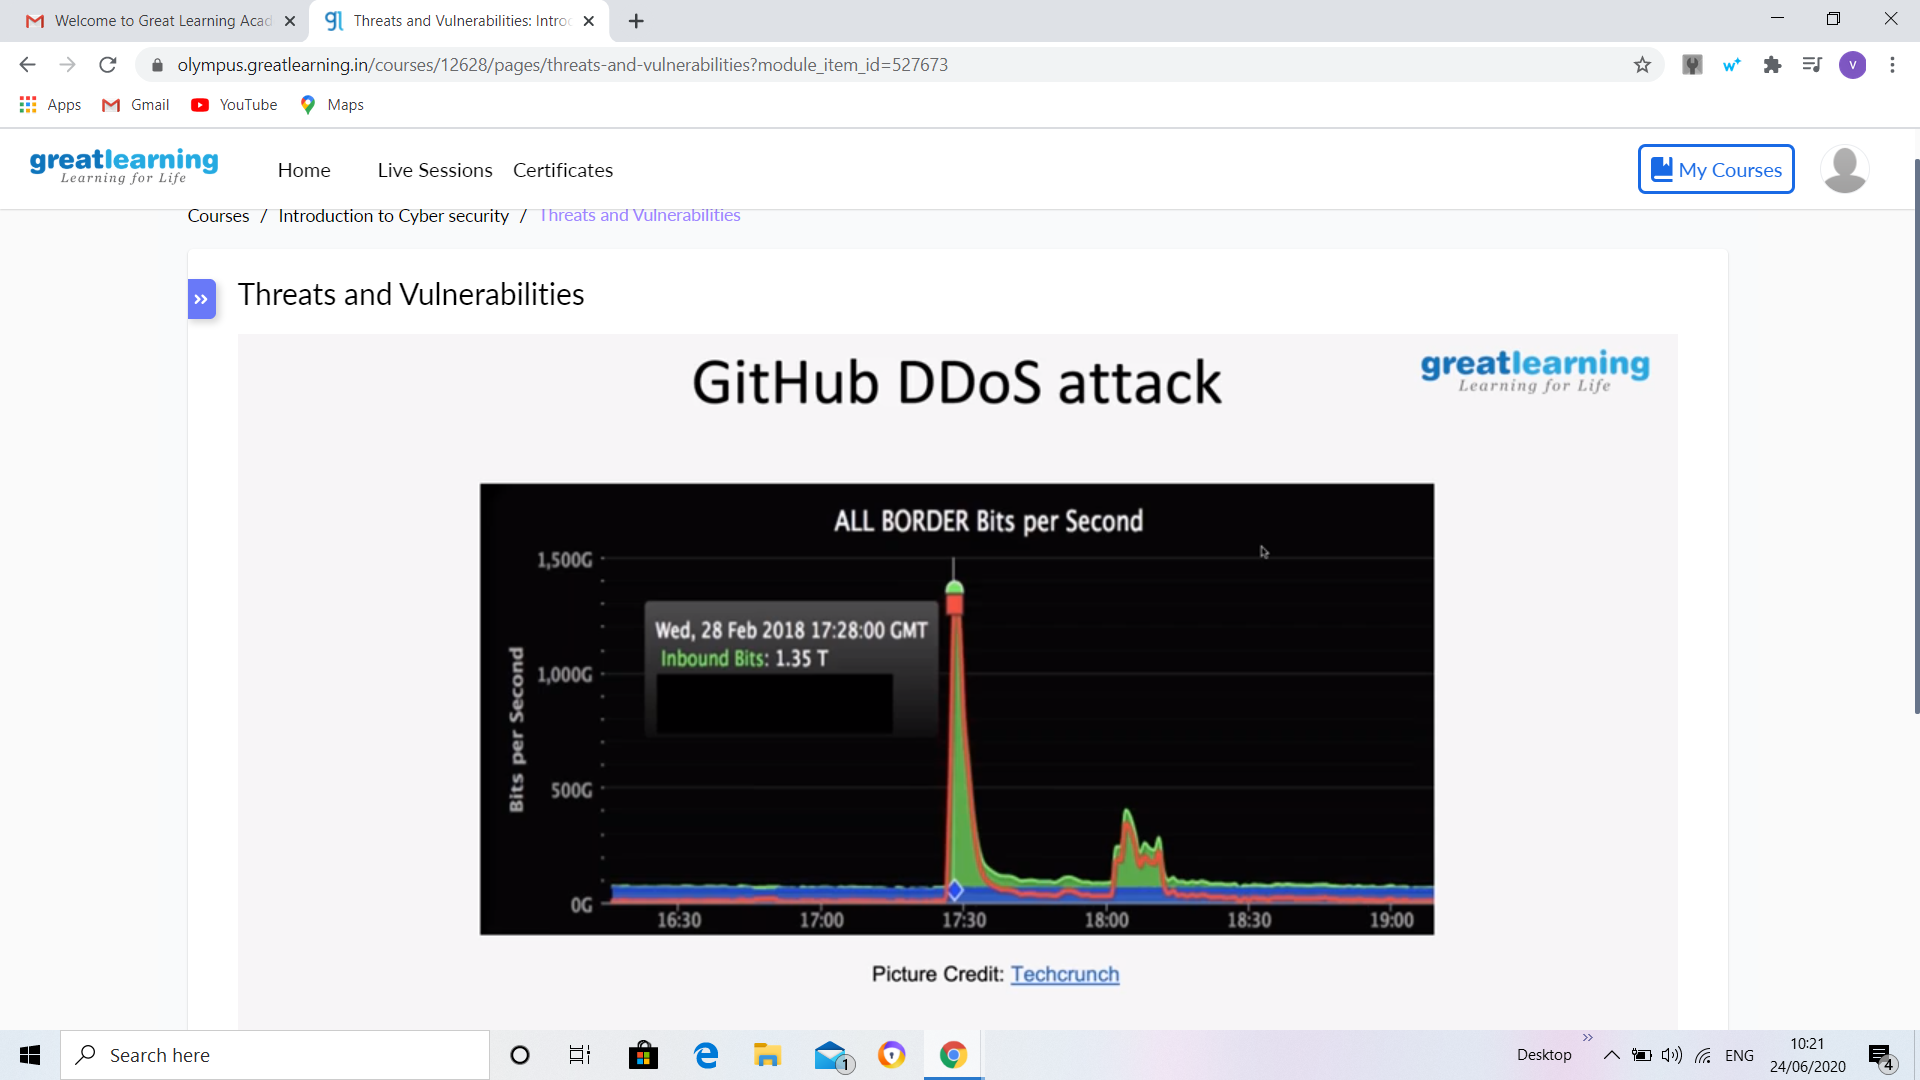 Welcome to Great Learning Acad
Threats and Vulnerabilities: Intro
olympus.greatlearning.in/courses/12628/pages/threats-and-vulnerabilities?module_item_id=527673
w+
V
Apps Gmail YouTube Maps
greatlearning
Learning for Life
Home Live Sessions Certificates
My Courses
Courses / Introduction to Cyber security / Threats and Vulnerabilities
Threats and Vulnerabilities
GitHub DDoS attack
greatlearning
Learning for Life
ALL BORDER Bits per Second
1,500G
Wed, 28 Feb 2018 17:28:00 GMT
Inbound Bits: 1.35 T
1,000G
Bits per Second
500G
0G
16:30 17:00 17:30 18:00 18:30 19:00
Picture Credit: Techcrunch
Search here
1
Desktop
ENG
10:21
24/06/2020
4